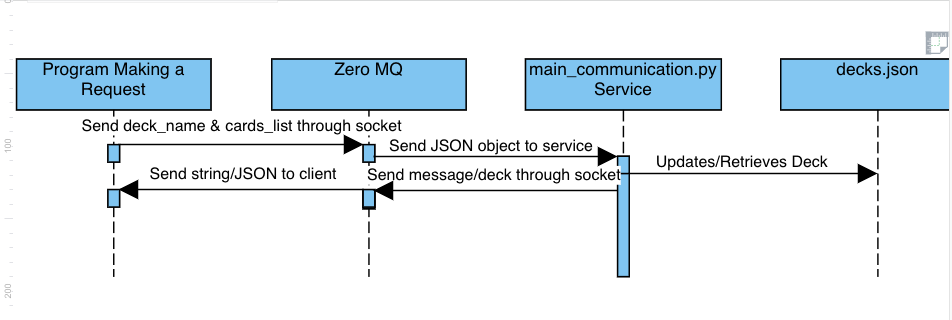 Program Making a
Request
Zero MQ
main_communication.py
Service
decks.json
Send deck_name & cards_list through socket
Send JSON object to service
Updates/Retrieves Deck
Send string/JSON to client
Send message/deck through socket
100
200